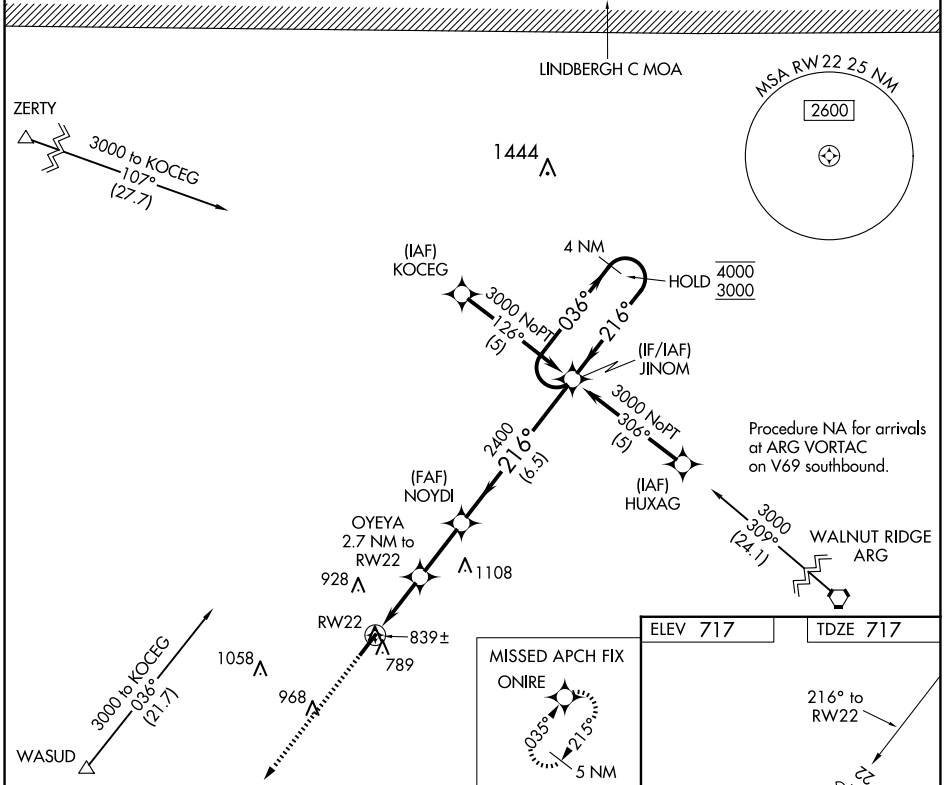 LINDBERGH C MOA
MSA RW22 25 NM
2600
ZERTY
3000 to KOCEG
107°
(27.7)
1444
(IAF)
KOCEG
3000 NoPT
126°
(5)
4 NM
036°
216°
HOLD
4000
3000
(IF/IAF)
JINOM
3000 NoPT
306°
(5)
(IAF)
HUXAG
Procedure NA for arrivals
at ARG VORTAC
on V69 southbound.
2400
216°
(6.5)
(FAF)
NOYDI
OYEYA
2.7 NM to
RW22
928
1108
3000
309°
(24.1)
WALNUT RIDGE
ARG
RW22
839±
789
1058
968
3000 to KOCEG
036°
(21.7)
WASUD
MISSED APCH FIX
ONIRE
035°
215°
5 NM
ELEV 717
TDZE 717
216° to
RW22
22